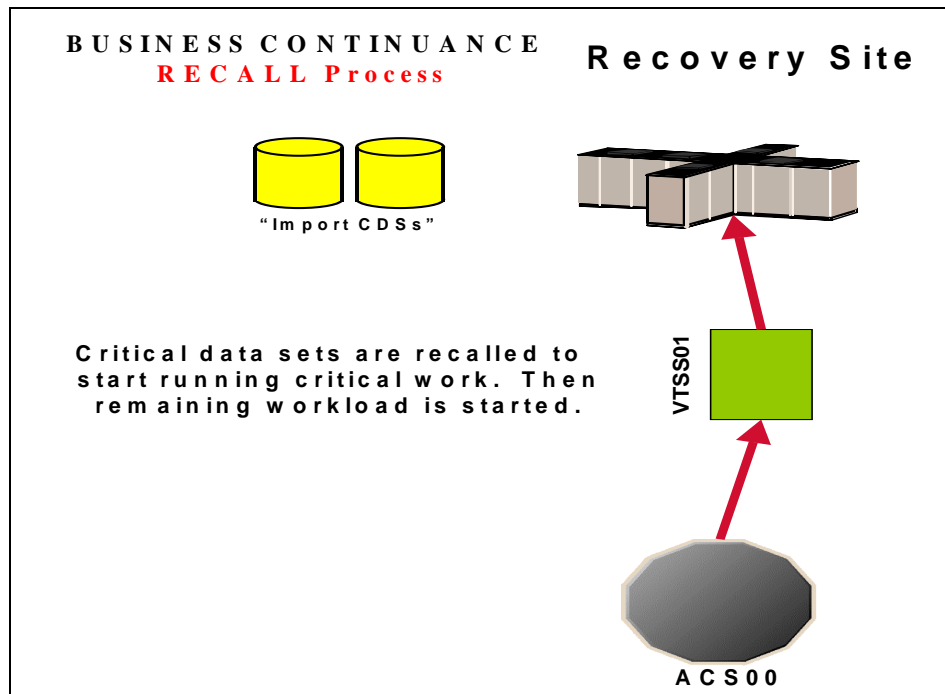 BUSINESS CONTINUANCE
RECALL Process
Recovery Site
"Import CDSs"
Critical data sets are recalled to
start running critical work. Then
remaining workload is started.
VTSS01
ACS00